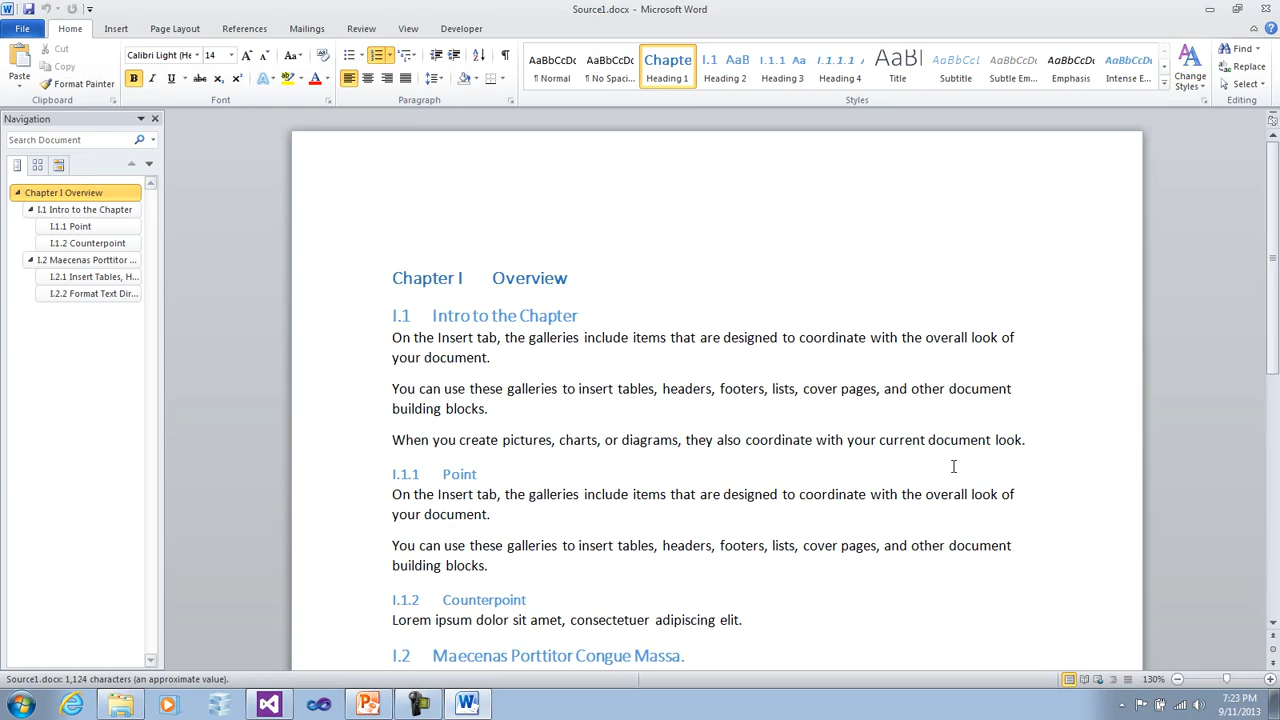 Source1.docx - Microsoft Word
File Home Insert Page Layout References Mailings Review View Developer
Paste
Cut
Copy
Format Painter
Clipboard
Calibri Light (He 14
Font
Paragraph
AaBbCcDc AaBbCcDc Chapte I.1 AaB I.1.1 Aa I.1.1.1 AaBl AaBbCcL AaBbCcDc AaBbCcDc AaBbCcDc
¶ Normal ¶ No Spaci... Heading 1 Heading 2 Heading 3 Heading 4 Title Subtitle Subtle Em... Emphasis Intense E...
Change
Styles
Styles
Find
Replace
Select
Editing
Navigation
Search Document
Chapter I Overview
I.1 Intro to the Chapter
I.1.1 Point
I.1.2 Counterpoint
I.2 Maecenas Porttitor ...
I.2.1 Insert Tables, H...
I.2.2 Format Text Dir...
Chapter I Overview
I.1 Intro to the Chapter
On the Insert tab, the galleries include items that are designed to coordinate with the overall look of
your document.
You can use these galleries to insert tables, headers, footers, lists, cover pages, and other document
building blocks.
When you create pictures, charts, or diagrams, they also coordinate with your current document look.
I.1.1 Point
On the Insert tab, the galleries include items that are designed to coordinate with the overall look of
your document.
You can use these galleries to insert tables, headers, footers, lists, cover pages, and other document
building blocks.
I.1.2 Counterpoint
Lorem ipsum dolor sit amet, consectetuer adipiscing elit.
I.2 Maecenas Porttitor Congue Massa.
Source1.docx: 1,124 characters (an approximate value).
130%
7:23 PM
9/11/2013